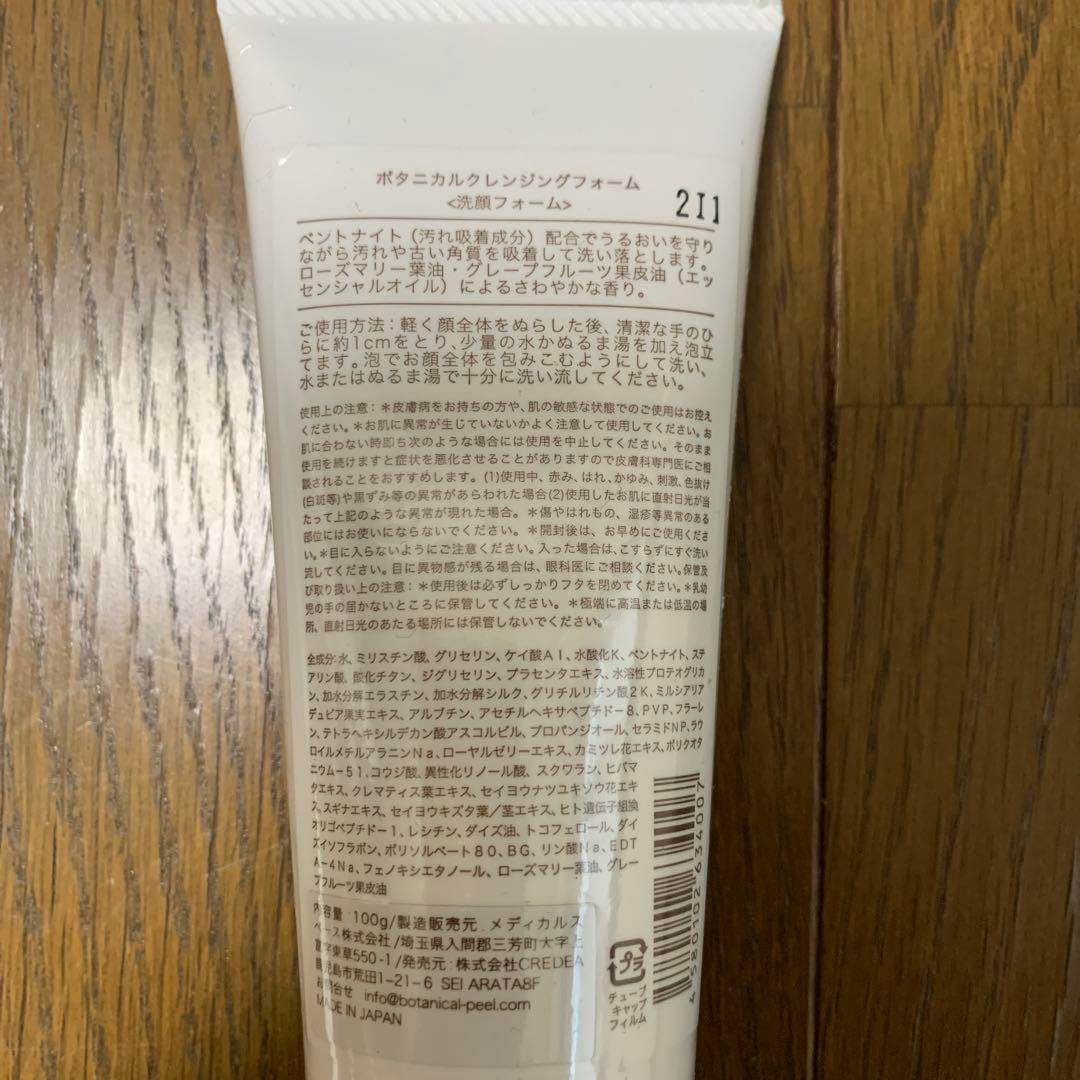 ボタニカルクレンジングフォーム
<洗顔フォーム>
211
ベントナイト（汚れ吸着成分）配合でうるおいを守り
ながら汚れや古い角質を吸着して洗い落とします。
ローズマリー葉油・グレープフルーツ果皮油（エッ
センシャルオイル）によるさわやかな香り。
ご使用方法：軽く顔全体をぬらした後、清潔な手のひ
らに約1cmをとり、少量の水かぬるま湯を加え泡立
てます。泡でお顔全体を包みこむようにして洗い、
水またはぬるま湯で十分に洗い流してください。
使用上の注意：＊皮膚病をお持ちの方や、肌の敏感な状態でのご使用はお控え
ください。＊お肌に異常が生じていないかよく注意して使用してください。お
肌に合わない時即ち次のような場合には使用を中止してください。そのまま
使用を続けますと症状を悪化させることがありますので皮膚科専門医にご相
談されることをおすすめします。(1)使用中、赤み、はれ、かゆみ、刺激、色抜け
(白斑等)や黒ずみ等の異常があらわれた場合(2)使用したお肌に直射日光が当
たって上記のような異常が現れた場合。＊傷やはれもの、湿疹等異常のある
部位にはお使いにならないでください。＊開封後は、お早めにご使用くださ
い。＊目に入らないようにご注意ください。入った場合は、こすらずにすぐ洗い
流してください。目に異物感が残る場合は、眼科医にご相談ください。保管及
び取り扱い上の注意：＊使用後は必ずしっかりフタを閉めてください。＊乳幼
児の手の届かないところに保管してください。＊極端に高温または低温の場
所、直射日光のあたる場所には保管しないでください。
全成分:水、ミリスチン酸、グリセリン、ケイ酸ＡＩ、水酸化Ｋ、ベントナイト、ステ
アリン酸、酸化チタン、ジグリセリン、プラセンタエキス、水溶性プロテオグリカ
ン、加水分解エラスチン、加水分解シルク、グリチルリチン酸２Ｋ、ミルシアリア
デュビア果実エキス、アルブチン、アセチルヘキサペプチドー8、PVP、フラーレ
ン、テトラヘキシルデカン酸アスコルビル、プロパンジオール、セラミドNP、ラウ
ロイルメチルアラニンＮａ、ローヤルゼリーエキス、カミツレ花エキス、ポリクオタ
ニウムー51、コウジ酸、異性化リノール酸、スクワラン、ヒバマ
タエキス、クレマティス葉エキス、セイヨウナツユキソウ花エキ
ス、スギナエキス、セイヨウキズタ葉／茎エキス、ヒト遺伝子組換
オリゴペプチドー1、レシチン、ダイズ油、トコフェロール、ダイ
ズイソフラボン、ポリソルベート80、BG、リン酸Ｎａ、EDT
A－4Ｎａ、フェノキシエタノール、ローズマリー葉油、グレー
プフルーツ果皮油
内容量 100g/製造販売元 メディカルス
ペース株式会社/埼玉県入間郡三芳町大字上
富字東草550-1/発売元：株式会社CREDEA
鹿児島市荒田1-21-6 SEI ARATA8F
お問合せ info@botanical-peel.com
MADE IN JAPAN
4580102634007
プラ
チューブ
キャップ
フィルム